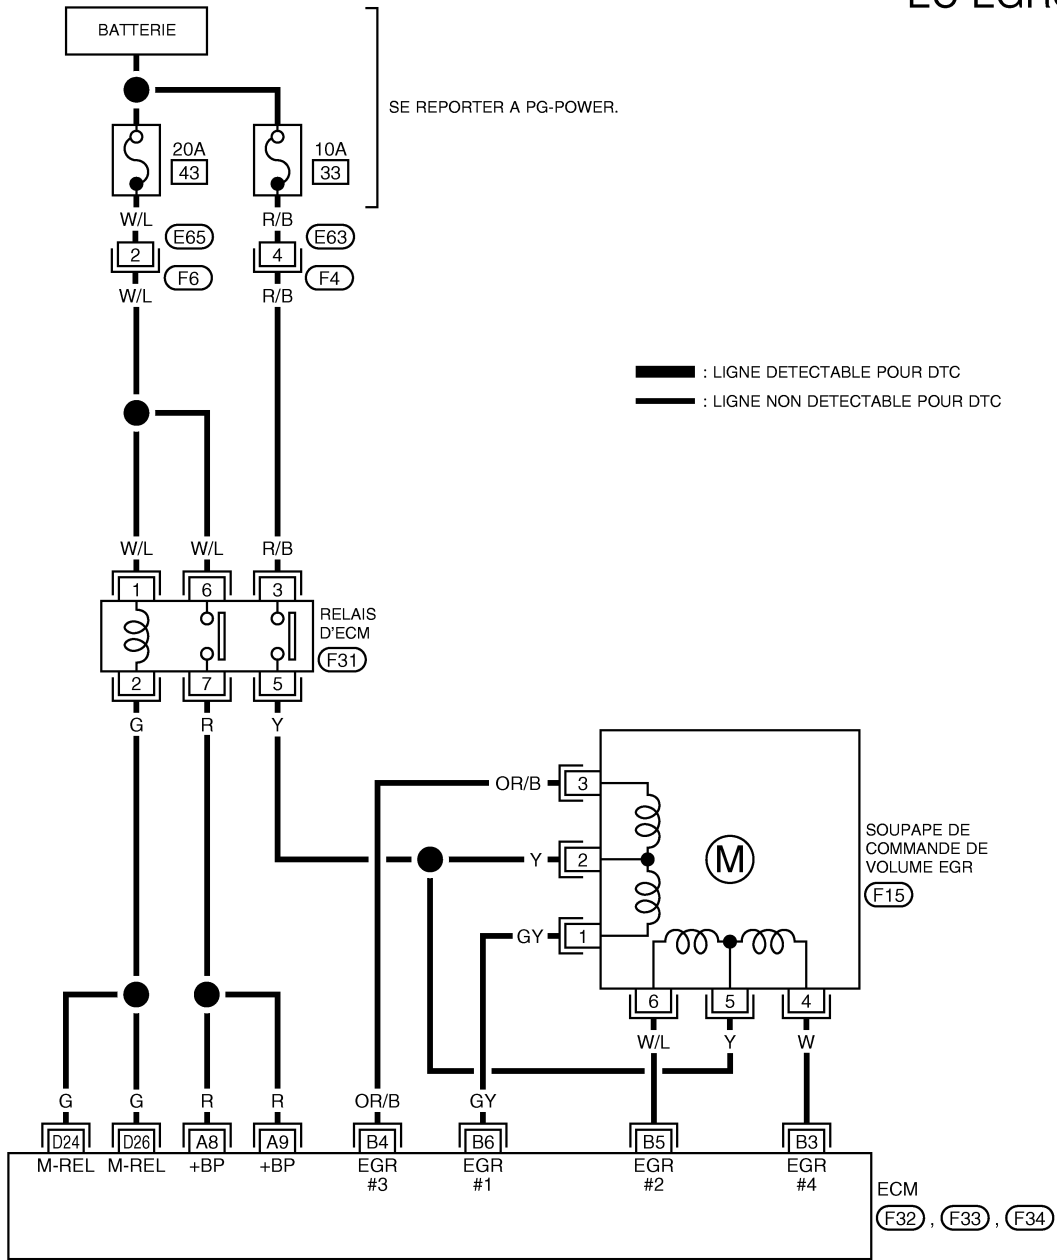 BATTERIE
SE REPORTER A PG-POWER.
20A
43
10A
33
W/L
R/B
E65
E63
2
4
F6
F4
W/L
R/B
: LIGNE DETECTABLE POUR DTC
: LIGNE NON DETECTABLE POUR DTC
W/L
W/L
R/B
1
6
3
RELAIS
D'ECM
F31
2
7
5
G
R
Y
OR/B
3
Y
2
GY
1
M
SOUPAPE DE
COMMANDE DE
VOLUME EGR
F15
6
5
4
W/L
Y
W
G
G
R
R
OR/B
GY
D24
D26
A8
A9
B4
B6
B5
B3
M-REL
M-REL
+BP
+BP
EGR
#3
EGR
#1
EGR
#2
EGR
#4
ECM
F32 , F33 , F34